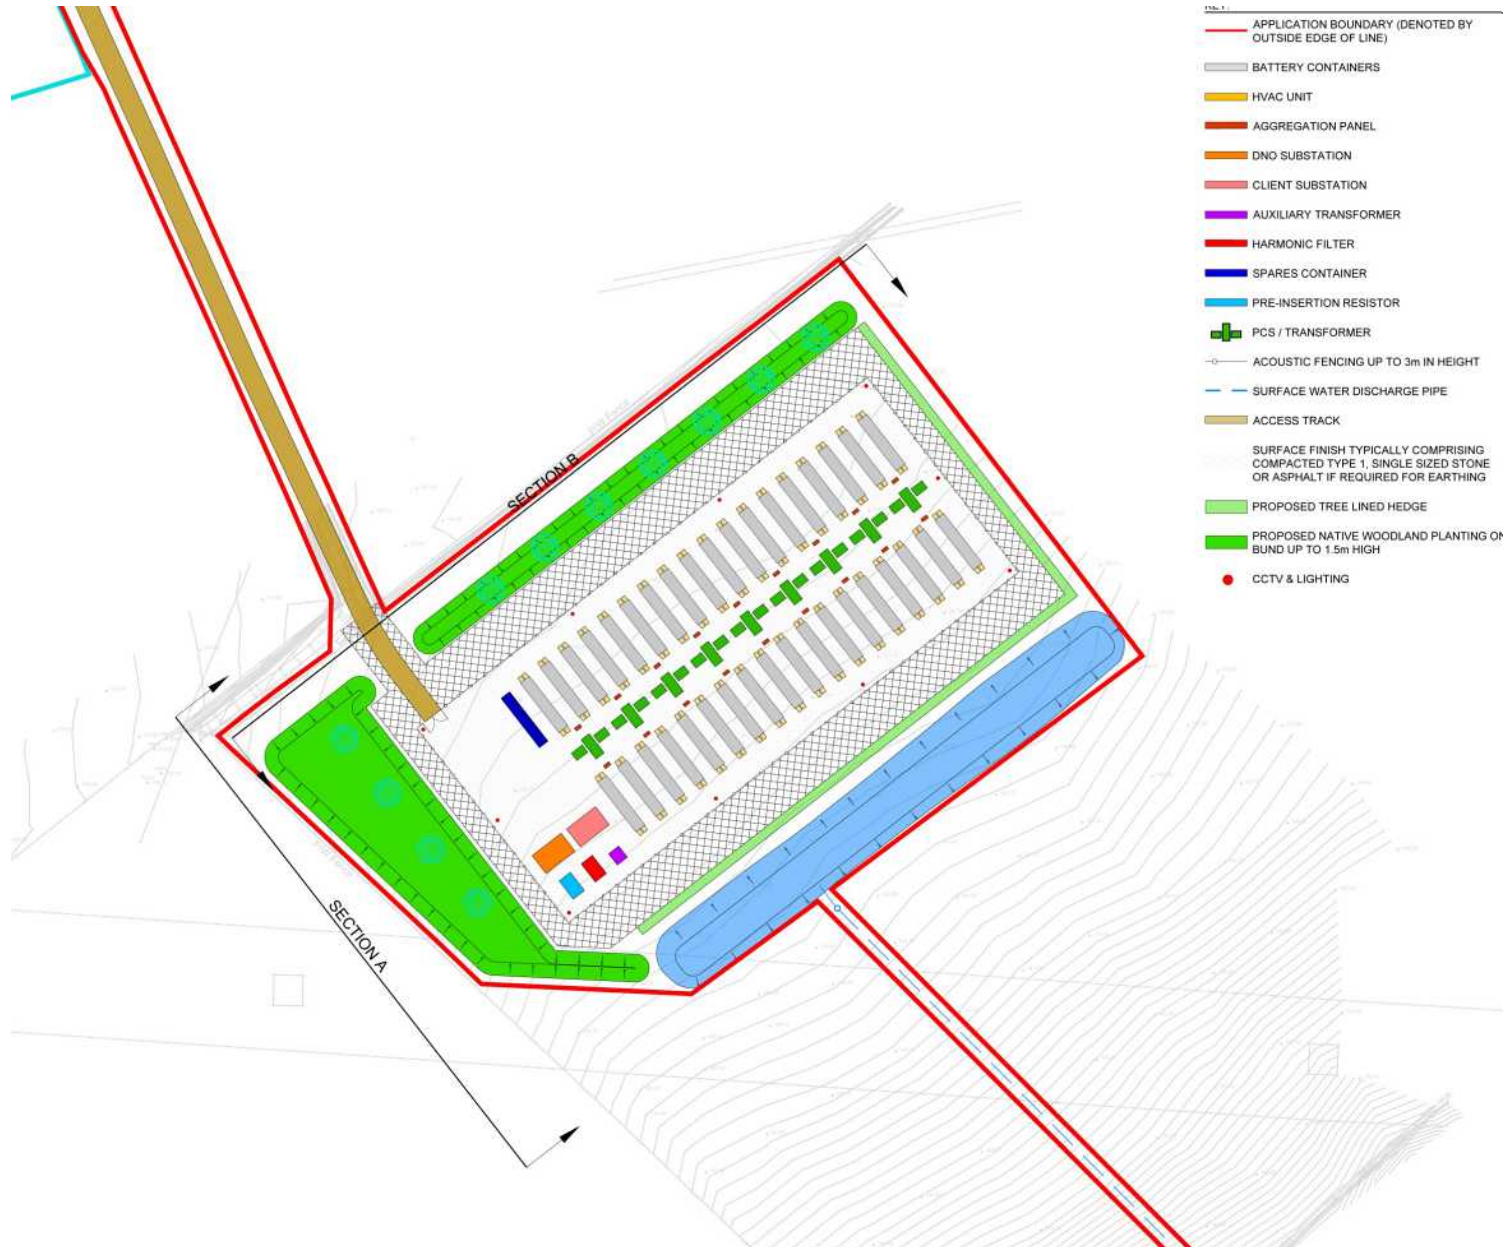 KEY:
APPLICATION BOUNDARY (DENOTED BY
OUTSIDE EDGE OF LINE)
BATTERY CONTAINERS
HVAC UNIT
AGGREGATION PANEL
DNO SUBSTATION
CLIENT SUBSTATION
AUXILIARY TRANSFORMER
HARMONIC FILTER
SPARES CONTAINER
PRE-INSERTION RESISTOR
PCS / TRANSFORMER
ACOUSTIC FENCING UP TO 3m IN HEIGHT
SURFACE WATER DISCHARGE PIPE
ACCESS TRACK
SURFACE FINISH TYPICALLY COMPRISING
COMPACTED TYPE 1, SINGLE SIZED STONE
OR ASPHALT IF REQUIRED FOR EARTHING
PROPOSED TREE LINED HEDGE
PROPOSED NATIVE WOODLAND PLANTING ON
BUND UP TO 1.5m HIGH
CCTV & LIGHTING
SECTION B
SECTION A